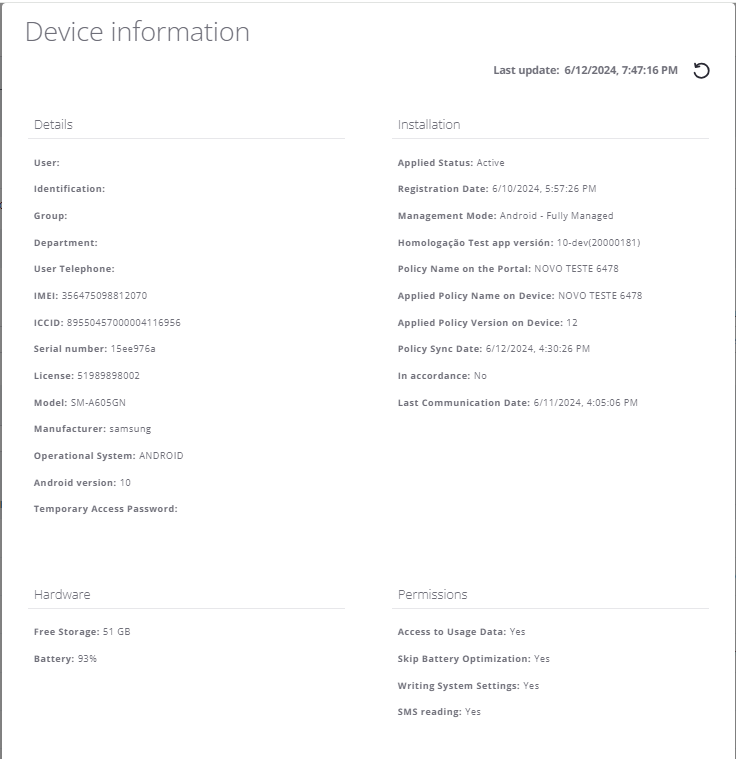 Device information
Last update: 6/12/2024, 7:47:16 PM
Details
User:
Identification:
Group:
Department:
User Telephone:
IMEI: 356475098812070
ICCID: 89550457000004116956
Serial number: 15ee976a
License: 51989898002
Model: SM-A605GN
Manufacturer: samsung
Operational System: ANDROID
Android version: 10
Temporary Access Password:
Installation
Applied Status: Active
Registration Date: 6/10/2024, 5:57:26 PM
Management Mode: Android - Fully Managed
Homologação Test app versión: 10-dev(20000181)
Policy Name on the Portal: NOVO TESTE 6478
Applied Policy Name on Device: NOVO TESTE 6478
Applied Policy Version on Device: 12
Policy Sync Date: 6/12/2024, 4:30:26 PM
In accordance: No
Last Communication Date: 6/11/2024, 4:05:06 PM
Hardware
Free Storage: 51 GB
Battery: 93%
Permissions
Access to Usage Data: Yes
Skip Battery Optimization: Yes
Writing System Settings: Yes
SMS reading: Yes